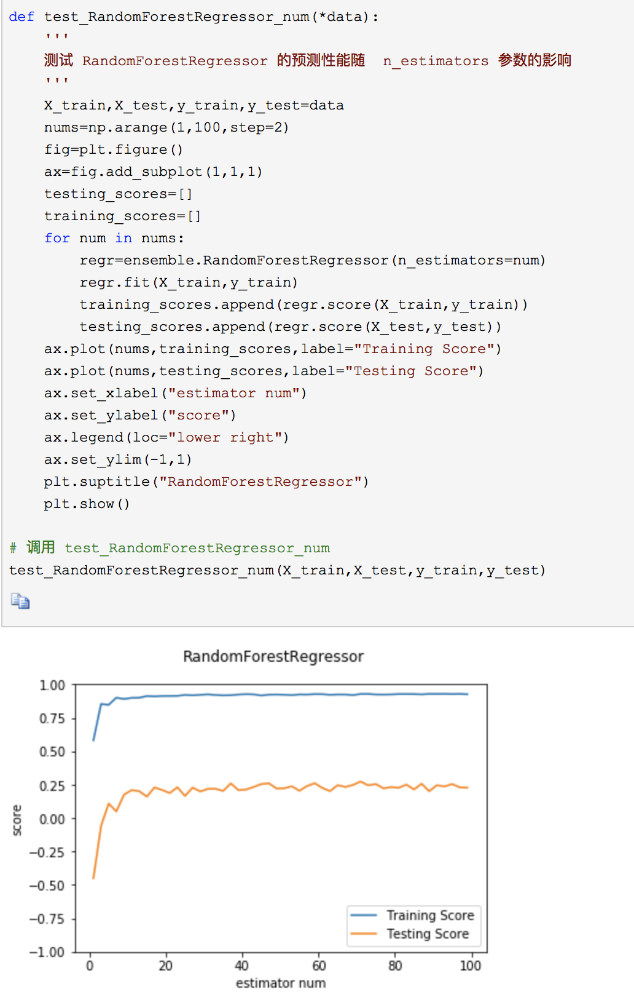 def test_RandomForestRegressor_num(*data):
    '''
    测试 RandomForestRegressor 的预测性能随  n_estimators 参数的影响
    '''
    X_train,X_test,y_train,y_test=data
    nums=np.arange(1,100,step=2)
    fig=plt.figure()
    ax=fig.add_subplot(1,1,1)
    testing_scores=[]
    training_scores=[]
    for num in nums:
        regr=ensemble.RandomForestRegressor(n_estimators=num)
        regr.fit(X_train,y_train)
        training_scores.append(regr.score(X_train,y_train))
        testing_scores.append(regr.score(X_test,y_test))
    ax.plot(nums,training_scores,label="Training Score")
    ax.plot(nums,testing_scores,label="Testing Score")
    ax.set_xlabel("estimator num")
    ax.set_ylabel("score")
    ax.legend(loc="lower right")
    ax.set_ylim(-1,1)
    plt.suptitle("RandomForestRegressor")
    plt.show()
# 调用 test_RandomForestRegressor_num
test_RandomForestRegressor_num(X_train,X_test,y_train,y_test)
RandomForestRegressor
1.00
0.75
0.50
0.25
0.00
−0.25
−0.50
−0.75
−1.00
score
Training Score
Testing Score
0 20 40 60 80 100
estimator num